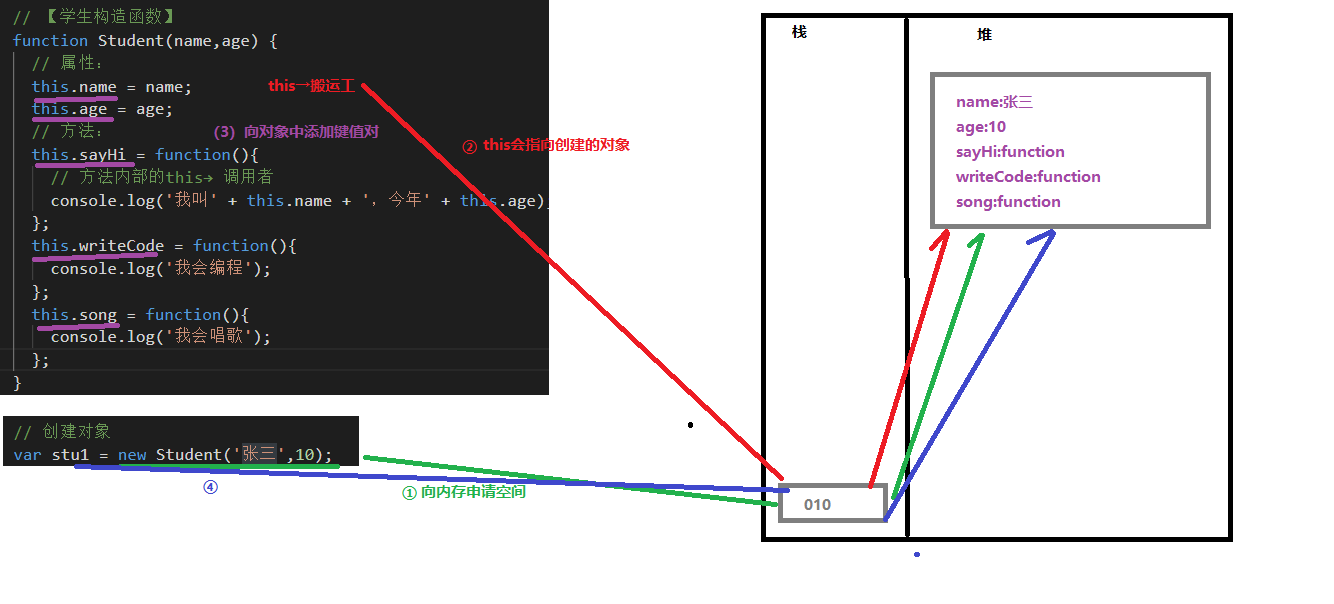 // 【学生构造函数】
function Student(name,age) {
// 属性：
this.name = name;
this→搬运工
this.age = age;
// 方法：
（3）向对象中添加键值对
this.sayHi = function(){
// 方法内部的this→ 调用者
console.log('我叫' + this.name + ', 今年' + this.age)
};
this.writeCode = function(){
console.log('我会编程');
};
this.song = function(){
console.log('我会唱歌');
};
}
② this会指向创建的对象
// 创建对象
var stu1 = new Student('张三',10);
④
① 向内存申请空间
栈
堆
name:张三
age:10
sayHi:function
writeCode:function
song:function
010